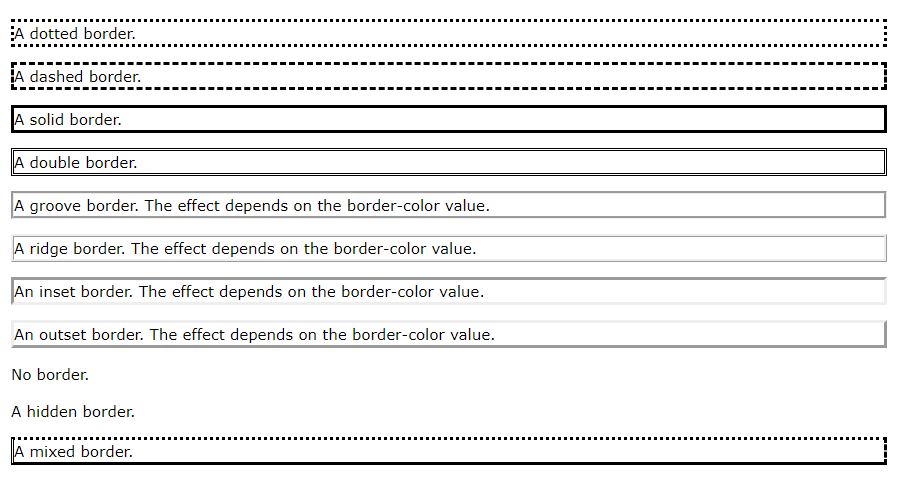 A dotted border.
A dashed border.
A solid border.
A double border.
A groove border. The effect depends on the border-color value.
A ridge border. The effect depends on the border-color value.
An inset border. The effect depends on the border-color value.
An outset border. The effect depends on the border-color value.
No border.
A hidden border.
A mixed border.